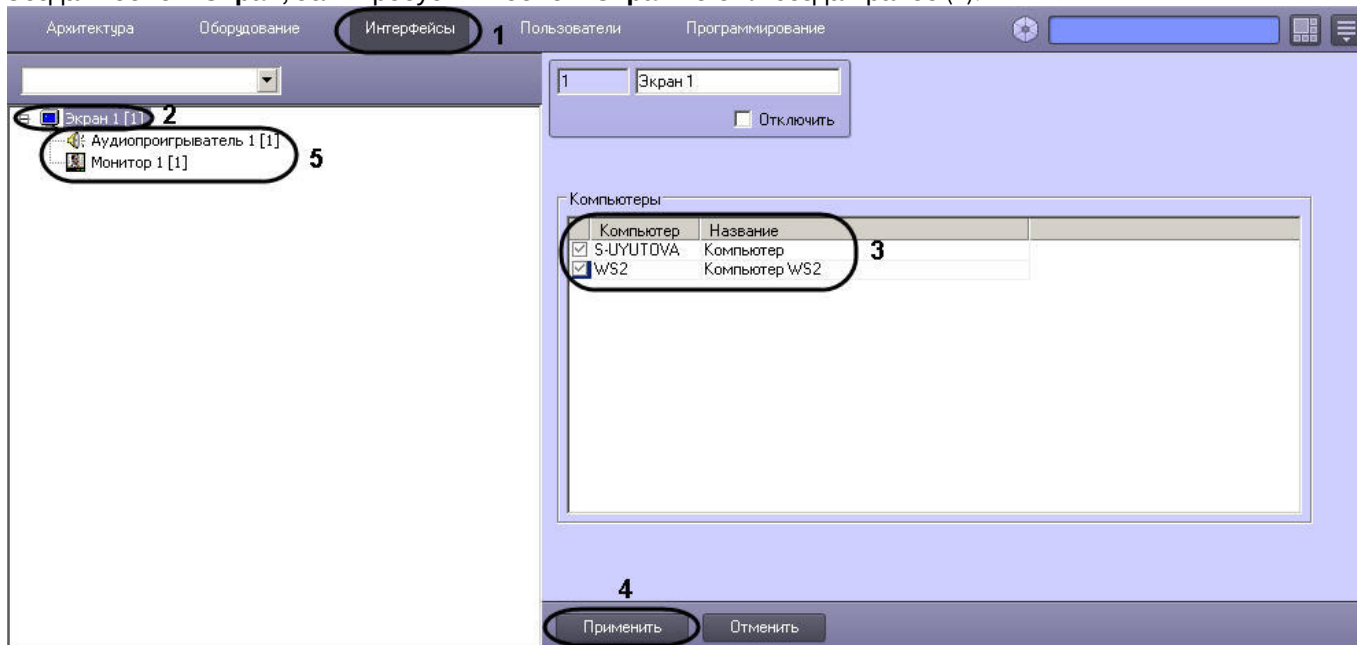 Архитектура Оборудование Интерфейсы 1 Пользователи Программирование
1 Экран 1
Отключить
Экран 1 [1] 2
Аудиопроигрыватель 1 [1]
Монитор 1 [1] 5
Компьютеры
Компьютер Название
S-UYUTOVA Компьютер 3
WS2 Компьютер WS2
4
Применить Отменить